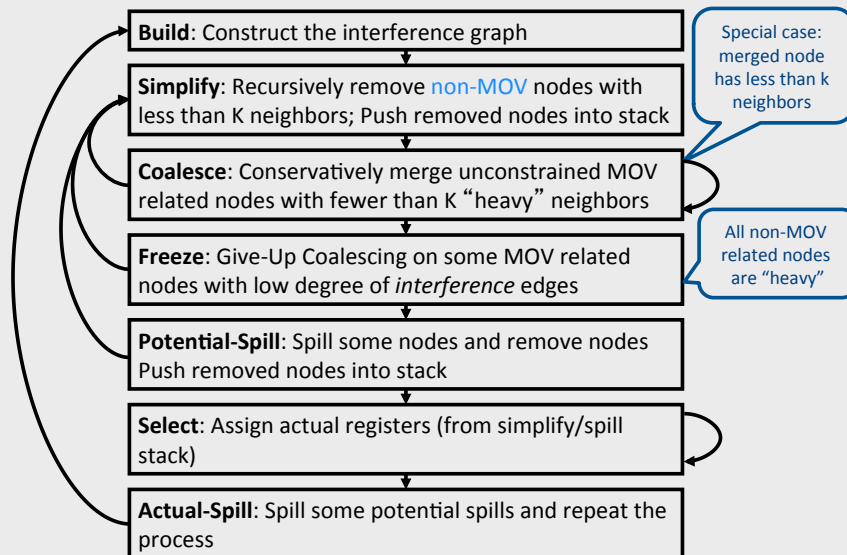 Build: Construct the interference graph
Special case:
merged node
has less than k
neighbors
Simplify: Recursively remove non-MOV nodes with
less than K neighbors; Push removed nodes into stack
Coalesce: Conservatively merge unconstrained MOV
related nodes with fewer than K “heavy” neighbors
Freeze: Give-Up Coalescing on some MOV related
nodes with low degree of interference edges
All non-MOV
related nodes
are “heavy”
Potential-Spill: Spill some nodes and remove nodes
Push removed nodes into stack
Select: Assign actual registers (from simplify/spill
stack)
Actual-Spill: Spill some potential spills and repeat the
process